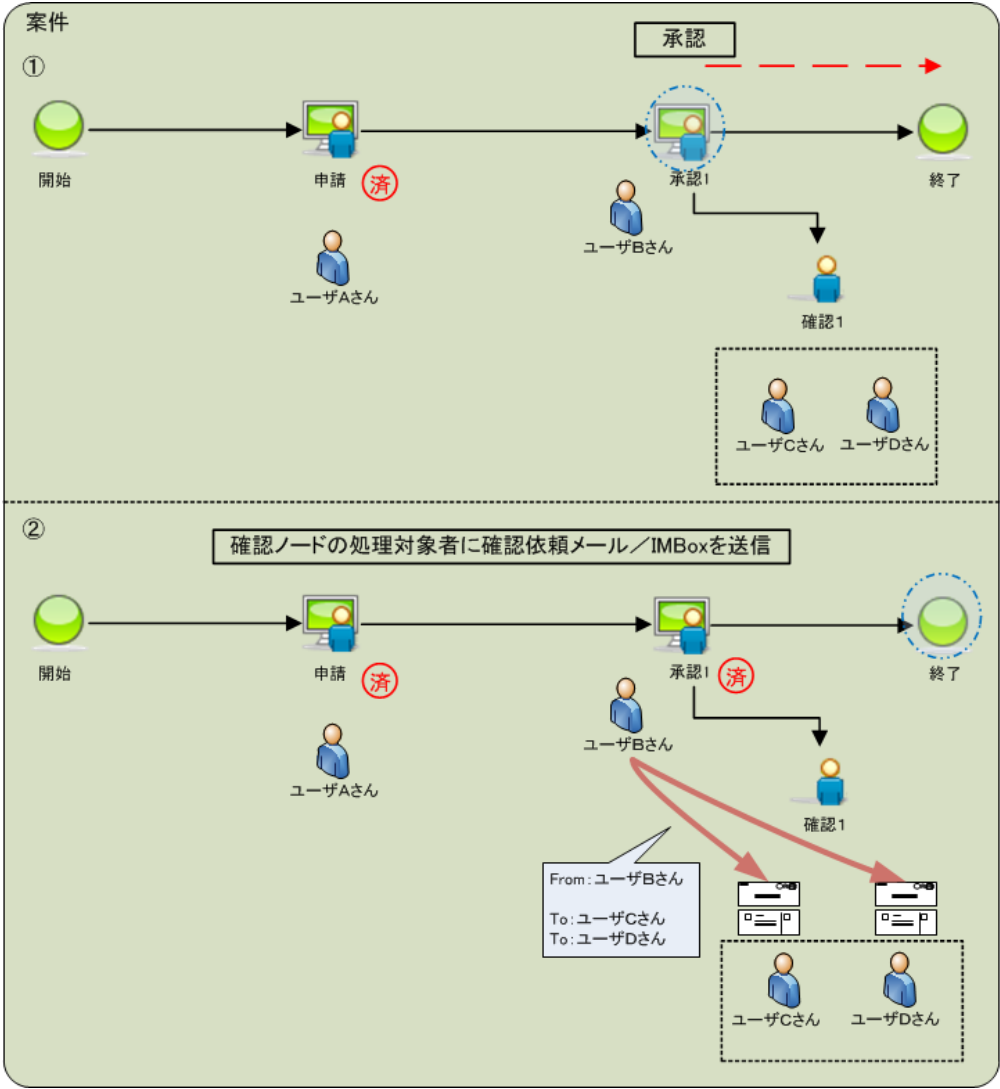 案件
①
承認
開始
申請
済
承認1
終了
ユーザBさん
ユーザAさん
確認1
ユーザCさん
ユーザDさん
②
確認ノードの処理対象者に確認依頼メール／IMBoxを送信
開始
申請
済
承認1
済
終了
ユーザBさん
ユーザAさん
確認1
From：ユーザBさん
To：ユーザCさん
To：ユーザDさん
ユーザCさん
ユーザDさん